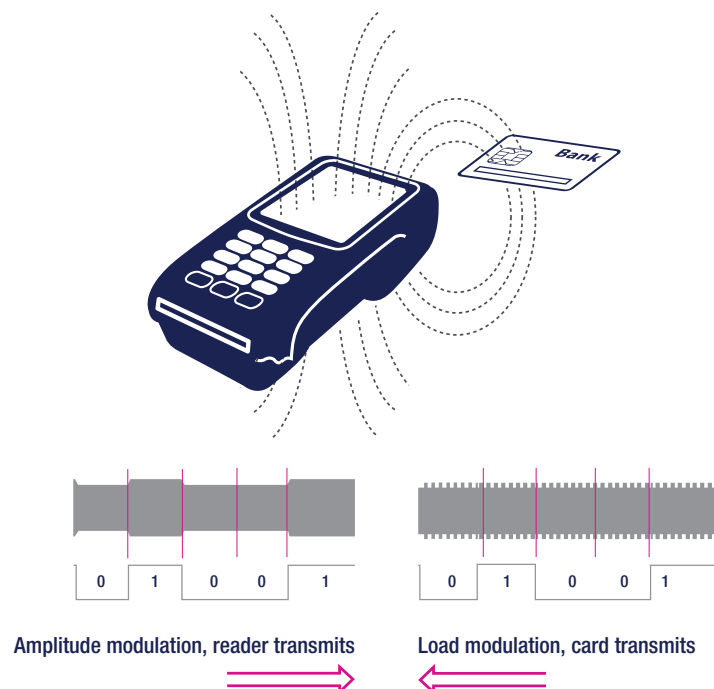 Bank
0 1 0 0 1
0 1 0 0 1
Amplitude modulation, reader transmits
Load modulation, card transmits